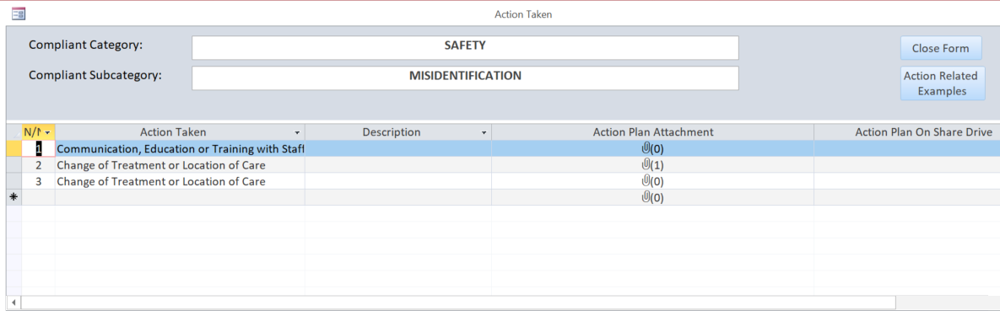 Action Taken
Compliant Category: SAFETY Close Form
Compliant Subcategory: MISIDENTIFICATION Action Related
Examples
Action Taken Description Action Plan Attachment Action Plan On Share Drive
1 Communication, Education or Training with Staff (0)
2 Change of Treatment or Location of Care (1)
3 Change of Treatment or Location of Care (0)
(0)